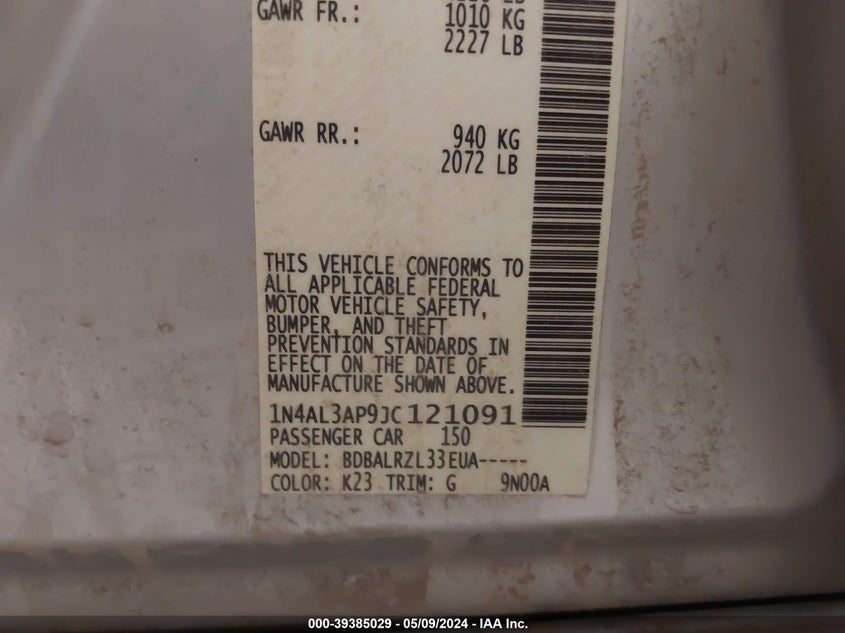 GAWR FR.: 1010 KG
2227 LB
GAWR RR.: 940 KG
2072 LB
THIS VEHICLE CONFORMS TO
ALL APPLICABLE FEDERAL
MOTOR VEHICLE SAFETY,
BUMPER, AND THEFT
PREVENTION STANDARDS IN
EFFECT ON THE DATE OF
MANUFACTURE SHOWN ABOVE.
1N4AL3AP9JC121091
PASSENGER CAR 150
MODEL: BDBALRZL33EUA-----
COLOR: K23 TRIM: G 9N00A
000-39385029 - 05/09/2024 - IAA Inc.